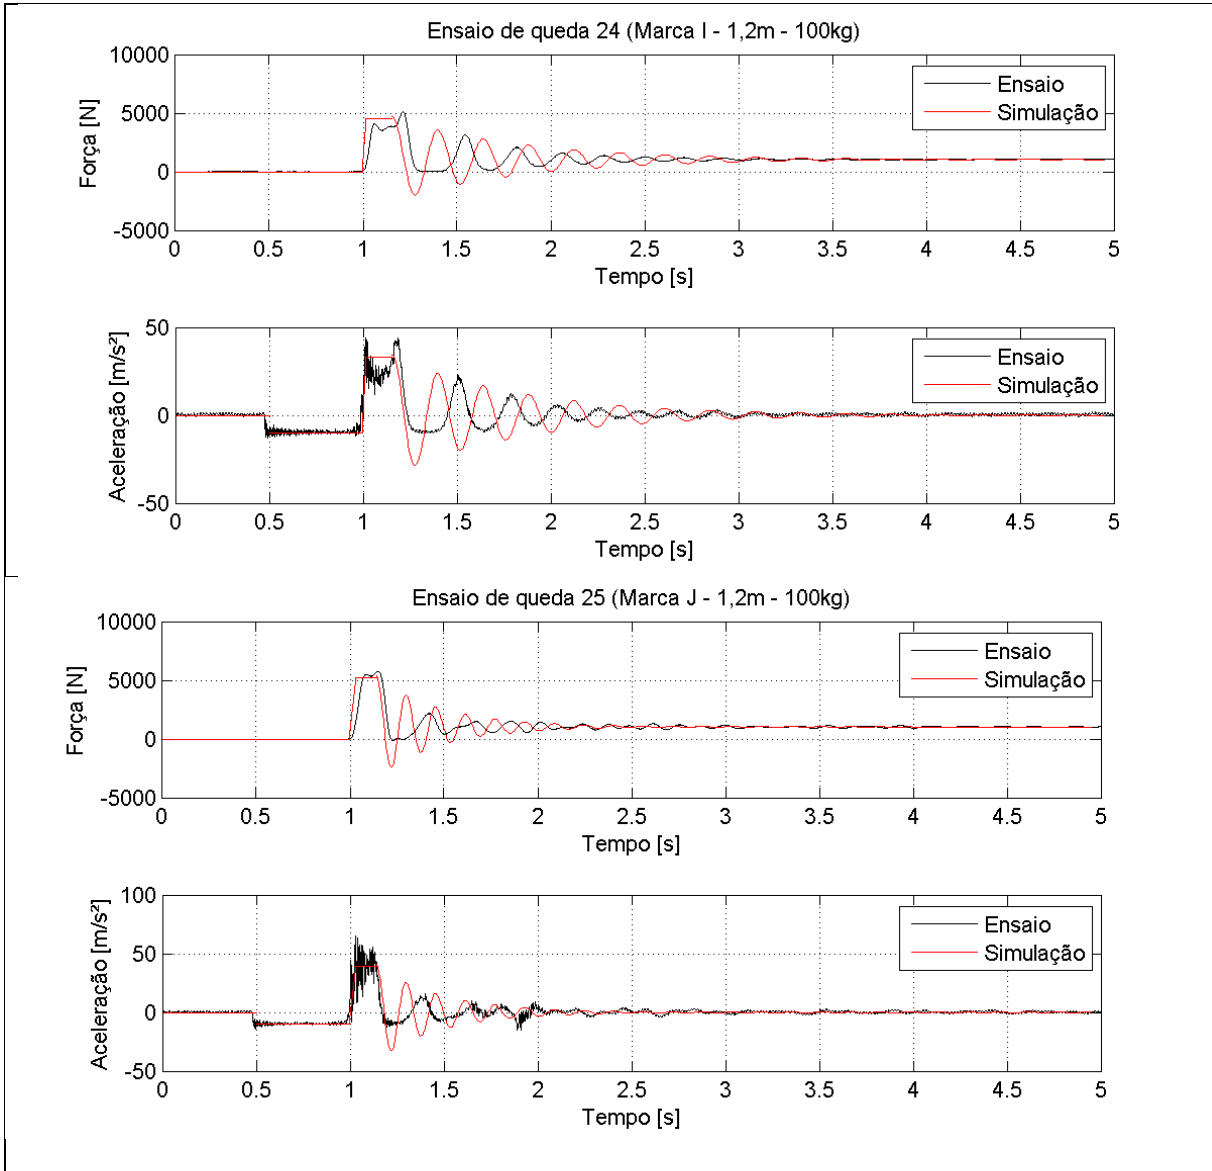 Ensaio de queda 24 (Marca I - 1,2m - 100kg)
10000
5000
0
-5000
Força [N]
Ensaio
Simulação
0 0.5 1 1.5 2 2.5 3 3.5 4 4.5 5
Tempo [s]
50
0
-50
Aceleração [m/s²]
Ensaio
Simulação
0 0.5 1 1.5 2 2.5 3 3.5 4 4.5 5
Tempo [s]
Ensaio de queda 25 (Marca J - 1,2m - 100kg)
10000
5000
0
-5000
Força [N]
Ensaio
Simulação
0 0.5 1 1.5 2 2.5 3 3.5 4 4.5 5
Tempo [s]
100
50
0
-50
Aceleração [m/s²]
Ensaio
Simulação
0 0.5 1 1.5 2 2.5 3 3.5 4 4.5 5
Tempo [s]